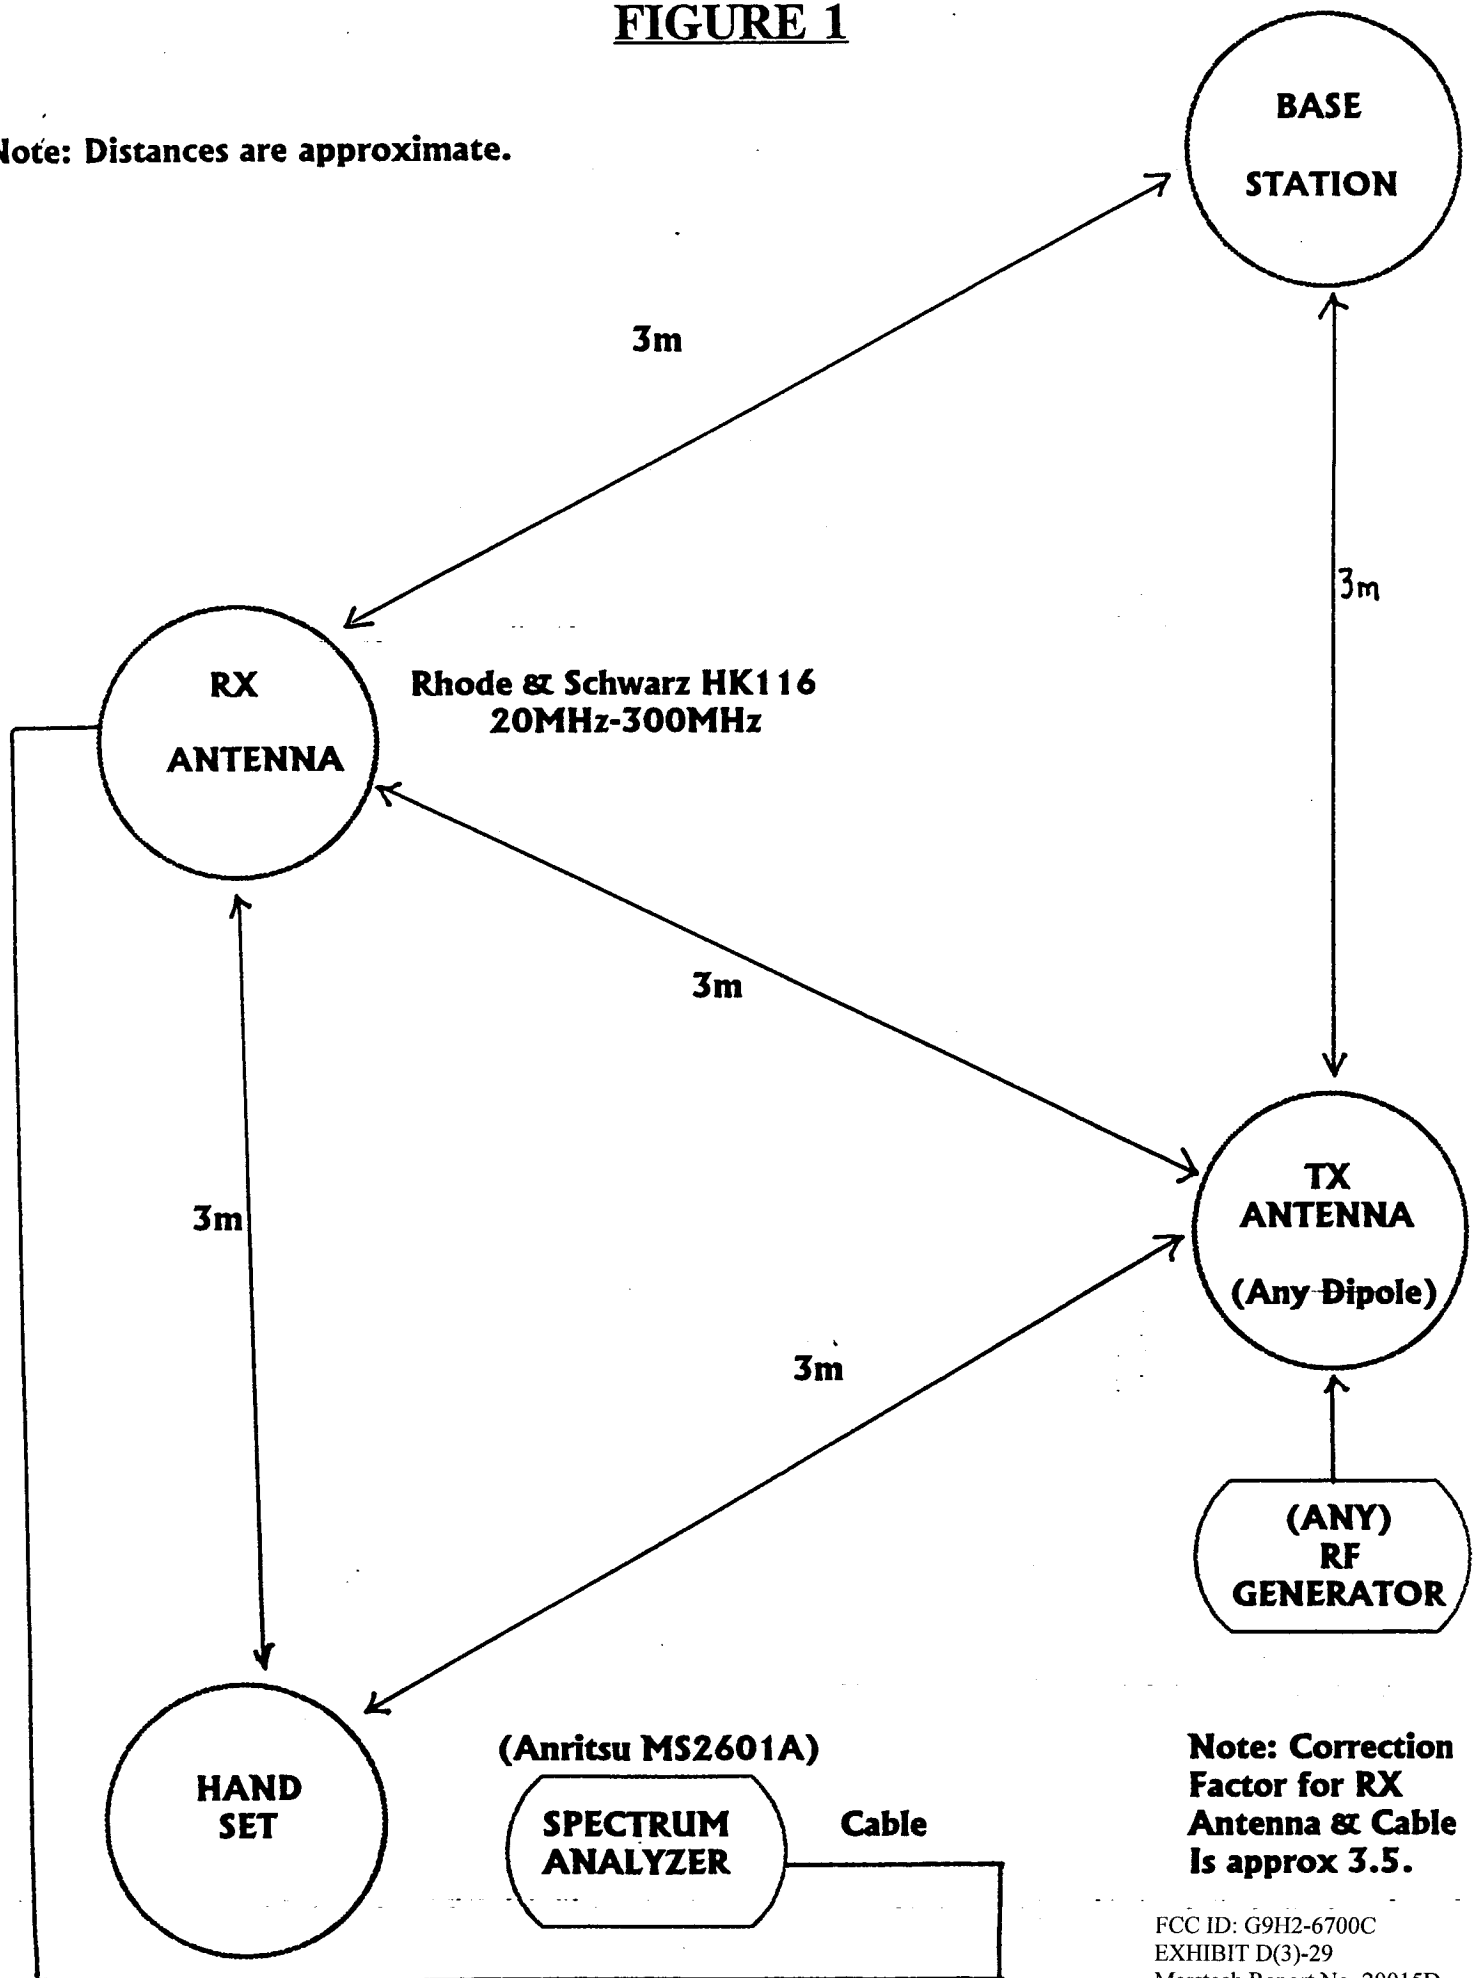 FIGURE 1
BASE
STATION
Note: Distances are approximate.
3m
3m
RX
ANTENNA
Rhode & Schwarz HK116
20MHz-300MHz
3m
TX
ANTENNA
(Any Dipole)
3m
3m
(ANY)
RF
GENERATOR
(Anritsu MS2601A)
HAND
SET
SPECTRUM
ANALYZER
Cable
Note: Correction
Factor for RX
Antenna & Cable
Is approx 3.5.
FCC ID: G9H2-6700C
EXHIBIT D(3)-29